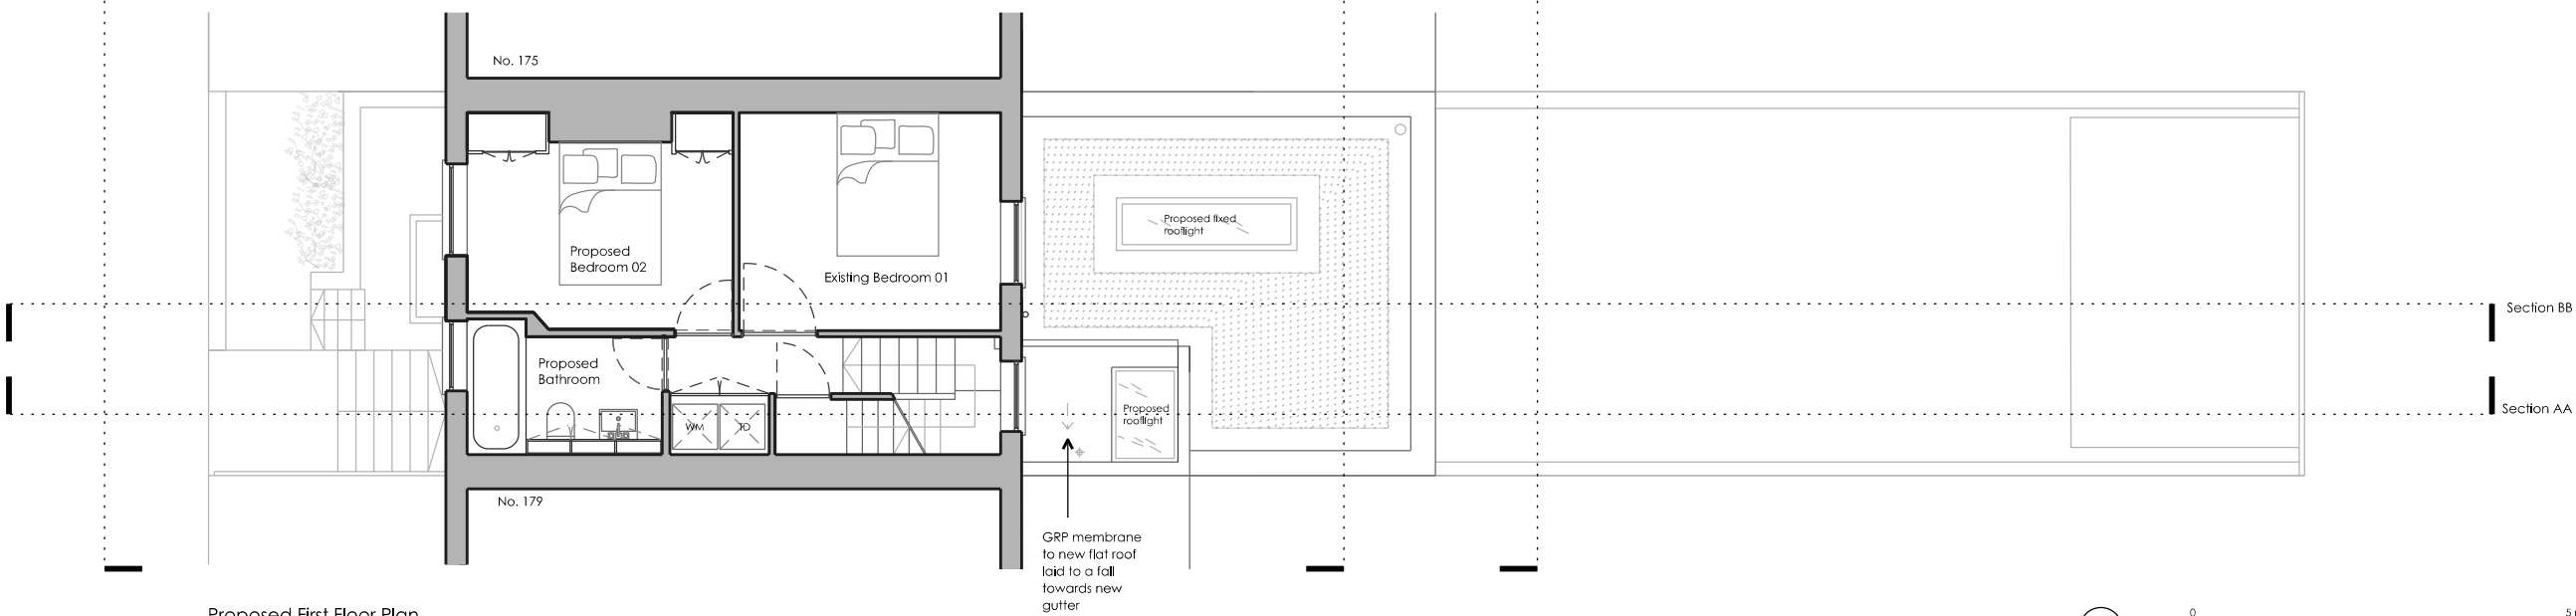 No. 175
Proposed
Bedroom 02
Existing Bedroom 01
Proposed fixed
rooflight
Section BB
Proposed
Bathroom
WM
TD
Proposed
rooflight
Section AA
No. 179
GRP membrane
to new flat roof
laid to a fall
towards new
gutter
Proposed First Floor Plan
0